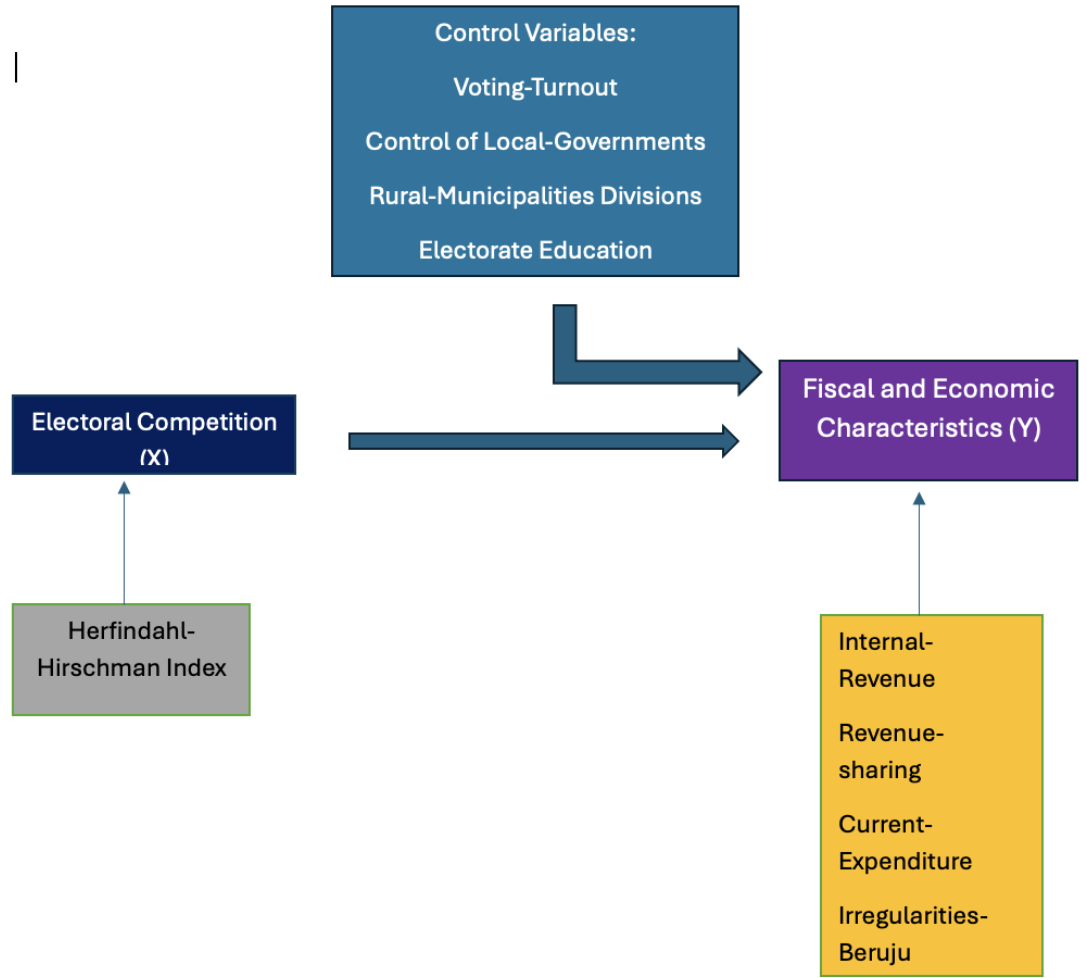 Control Variables:
Voting-Turnout
Control of Local-Governments
Rural-Municipalities Divisions
Electorate Education
Fiscal and Economic
Characteristics (Y)
Electoral Competition
(X)
Herfindahl-
Hirschman Index
Internal-
Revenue
Revenue-
sharing
Current-
Expenditure
Irregularities-
Beruju